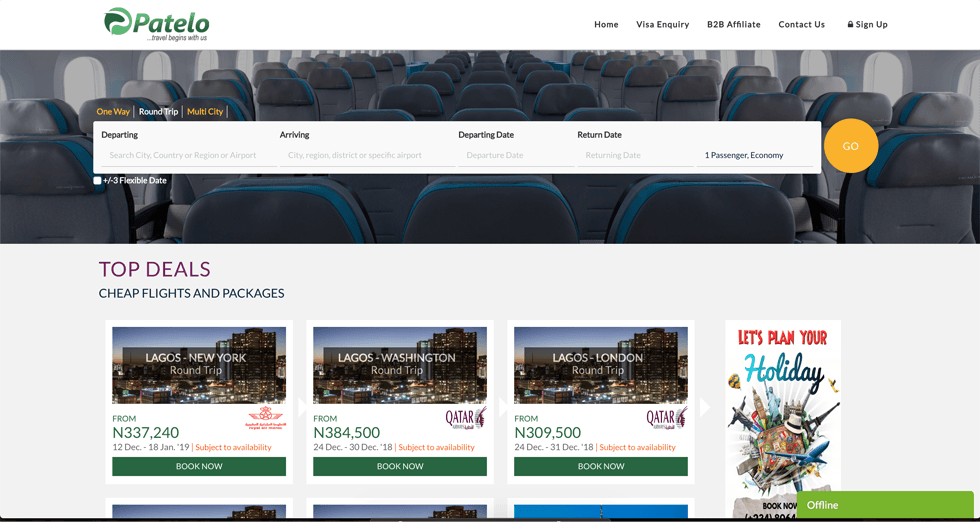 Patelo
...travel begins with us
Home Visa Enquiry B2B Affiliate Contact Us Sign Up
One Way Round Trip Multi City
Departing Arriving Departing Date Return Date
Search City, Country or Region or Airport City, region, district or specific airport Departure Date Returning Date 1 Passenger, Economy
GO
+/-3 Flexible Date
TOP DEALS
CHEAP FLIGHTS AND PACKAGES
LAGOS - NEW YORK
Round Trip
FROM
N337,240
12 Dec. - 18 Jan. '19 | Subject to availability
BOOK NOW
LAGOS - WASHINGTON
Round Trip
FROM
QATAR
N384,500
24 Dec. - 30 Dec. '18 | Subject to availability
BOOK NOW
LAGOS - LONDON
Round Trip
FROM
QATAR
N309,500
24 Dec. - 31 Dec. '18 | Subject to availability
BOOK NOW
LET'S PLAN YOUR
Holiday
BOOK NOW
Offline